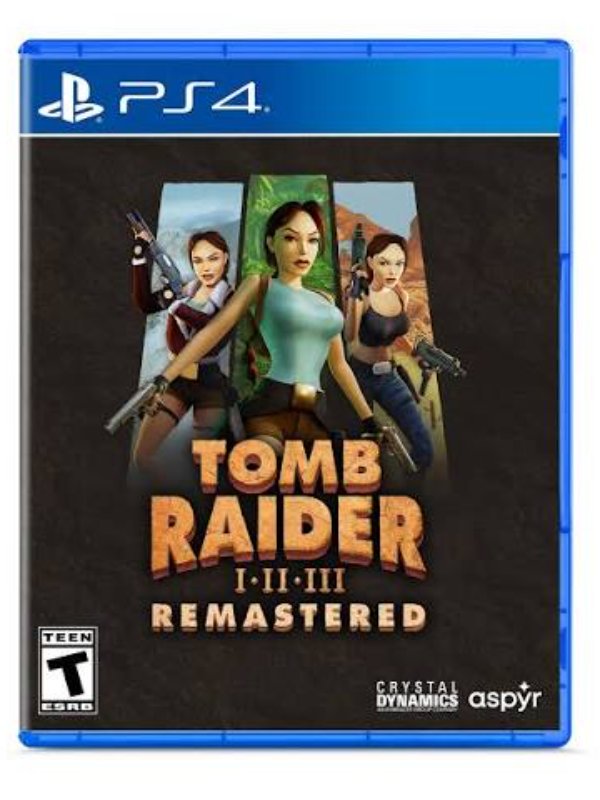 PS4
TOMB
RAIDER
I•II•III
REMASTERED
TEEN
T
ESRB
CRYSTAL
DYNAMICS
aspyr